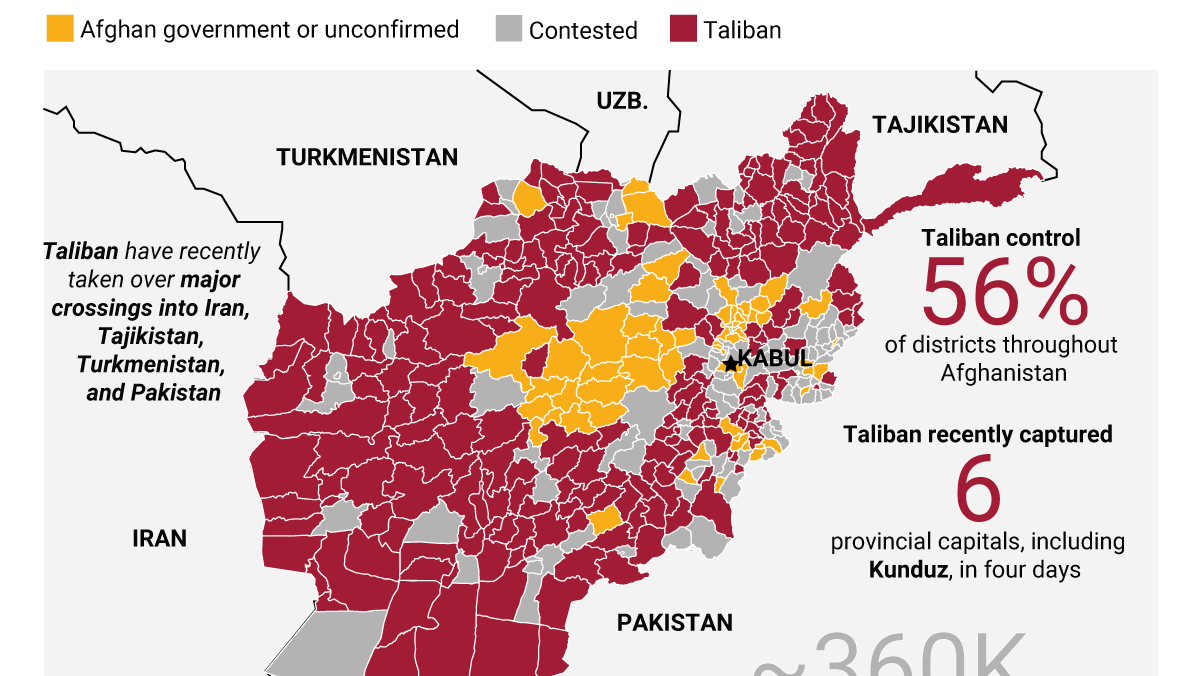 Afghan government or unconfirmed
Contested
Taliban
UZB.
TAJIKISTAN
TURKMENISTAN
Taliban have recently
taken over major
crossings into Iran,
Tajikistan,
Turkmenistan,
and Pakistan
Taliban control
56%
of districts throughout
Afghanistan
KABUL
Taliban recently captured
6
provincial capitals, including
Kunduz, in four days
IRAN
PAKISTAN
~360K